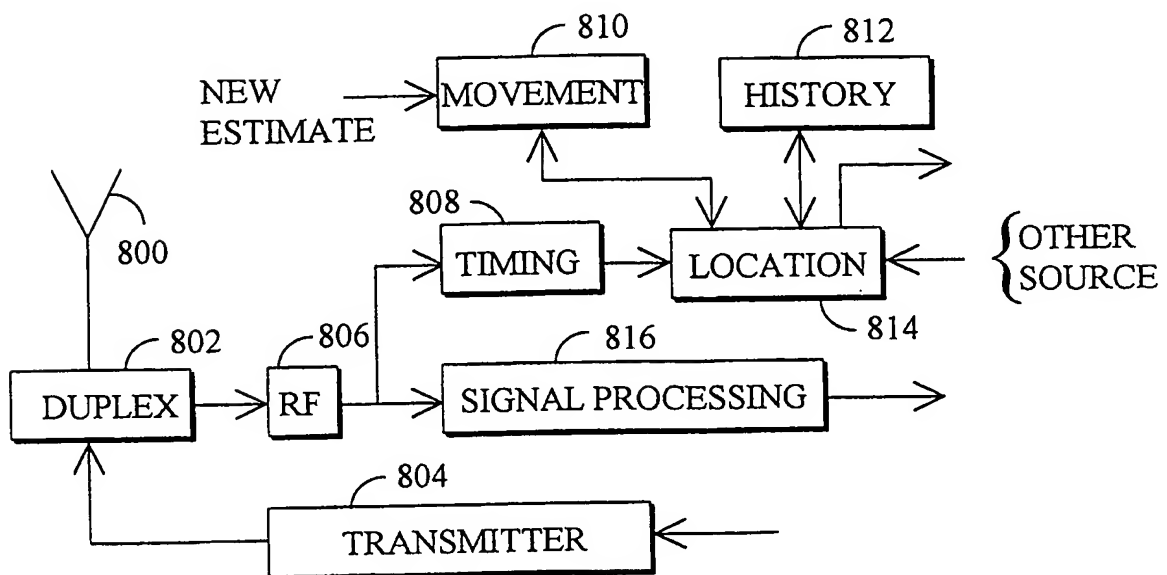 810
812
NEW
ESTIMATE
MOVEMENT
HISTORY
800
808
TIMING
LOCATION
{OTHER
SOURCE
814
802
806
816
DUPLEX
RF
SIGNAL PROCESSING
804
TRANSMITTER